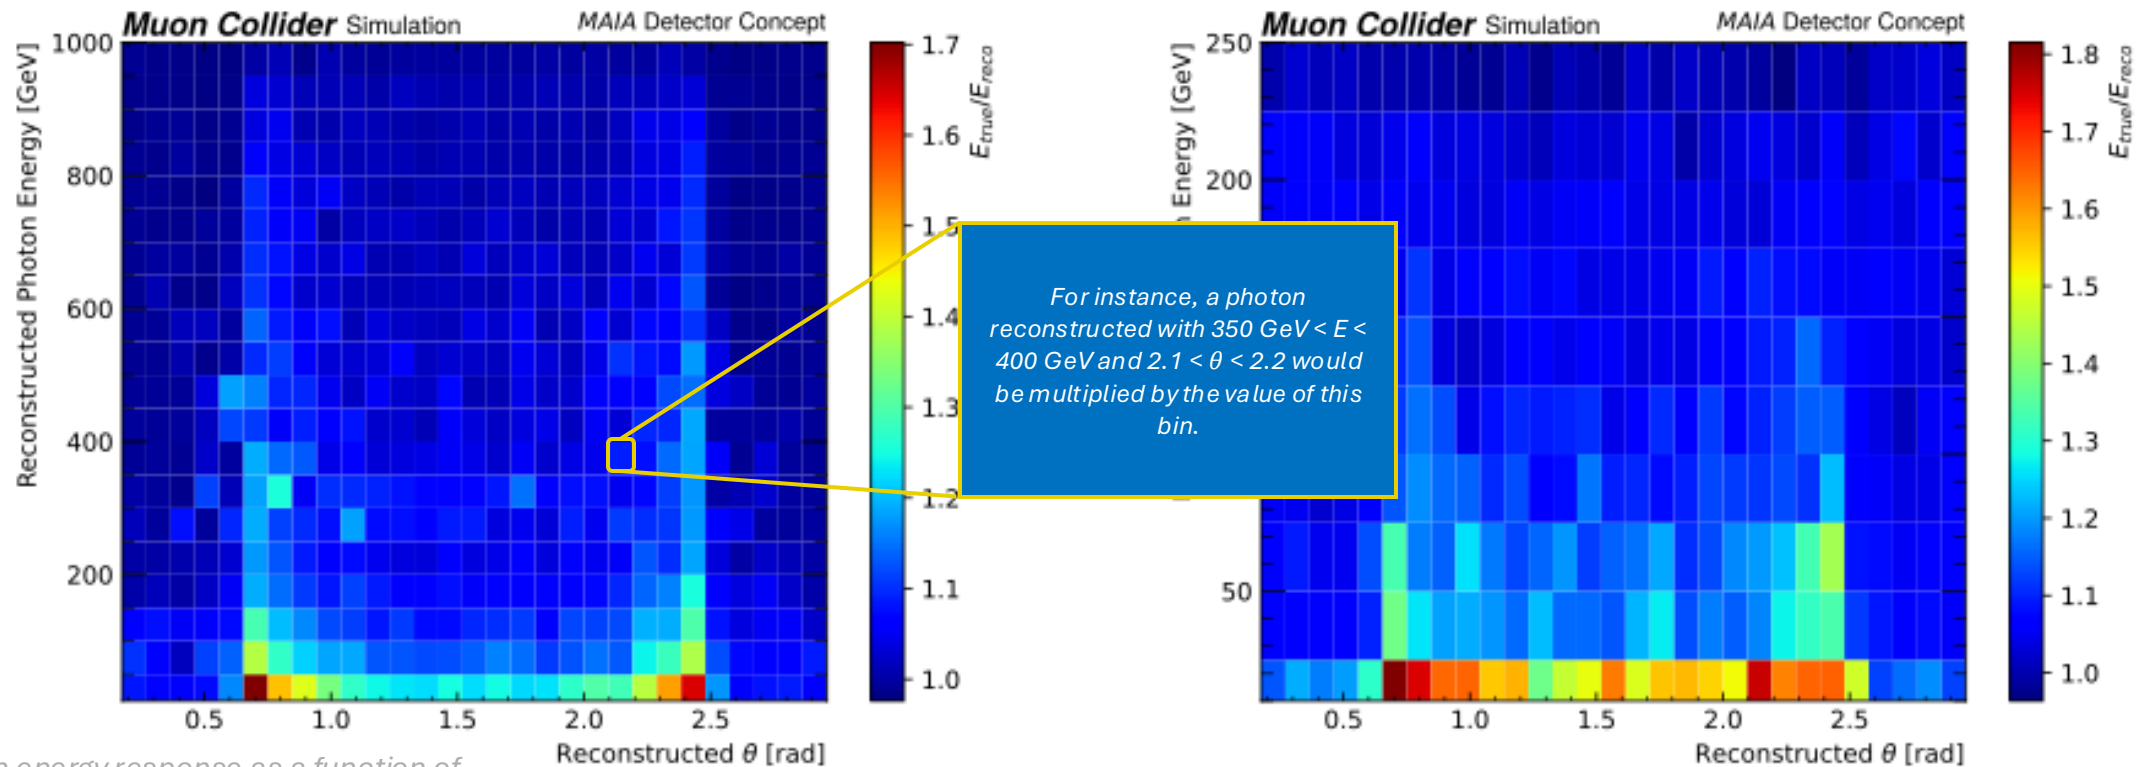 Muon Collider Simulation MAIA Detector Concept
Reconstructed Photon Energy [GeV]
1000
800
600
400
200
0.5 1.0 1.5 2.0 2.5
Reconstructed θ [rad]
1.7
1.6
1.5
1.4
1.3
1.2
1.1
1.0
E_true/E_reco
For instance, a photon
reconstructed with 350 GeV < E <
400 GeV and 2.1 < θ < 2.2 would
be multiplied by the value of this
bin.
Muon Collider Simulation MAIA Detector Concept
Energy [GeV]
250
200
50
0.5 1.0 1.5 2.0 2.5
Reconstructed θ [rad]
1.8
1.7
1.6
1.5
1.4
1.3
1.2
1.1
1.0
E_true/E_reco
energy response as a function of